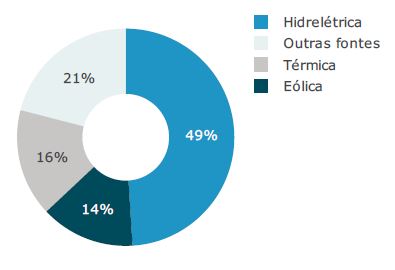 Hidrelétrica
Outras fontes
Térmica
Eólica
21%
49%
16%
14%